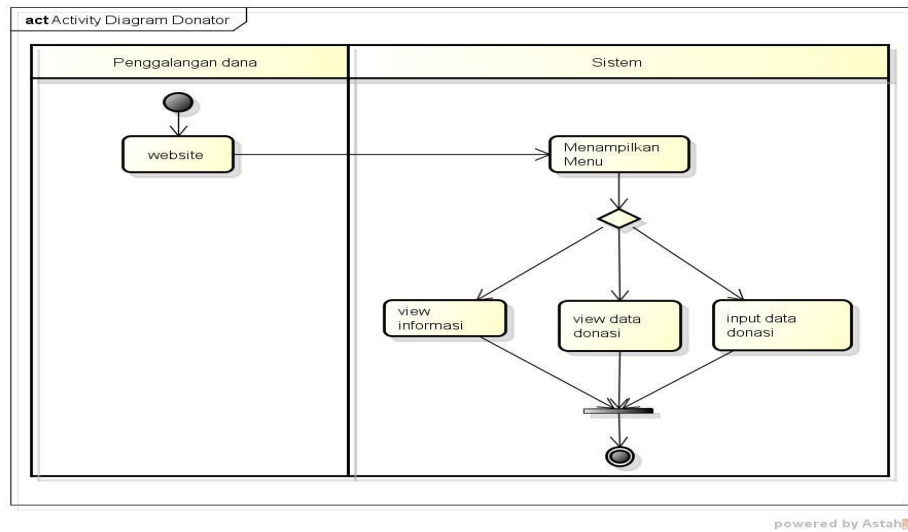 act Activity Diagram Donator
Penggalangan dana
Sistem
website
Menampilkan
Menu
view
informasi
view data
donasi
input data
donasi
powered by Astah